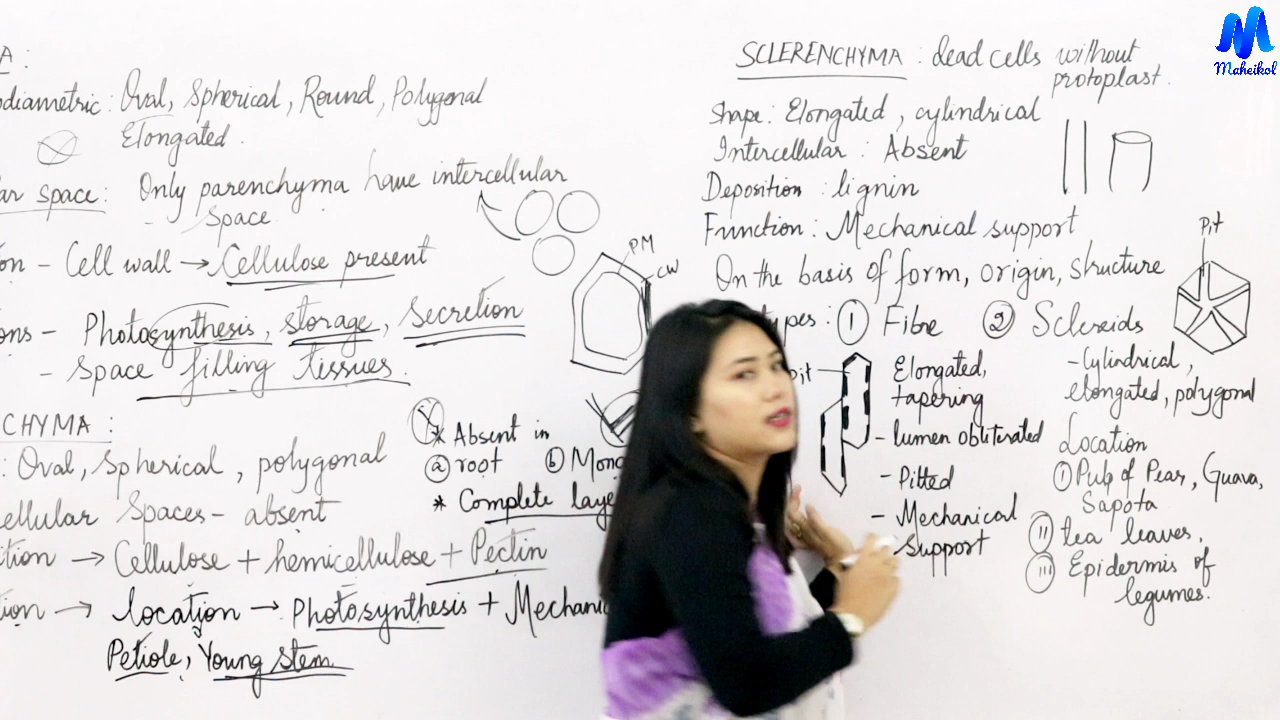 A :
odiametric : Oval, Spherical, Round, Polygonal
Elongated.
ar space : Only parenchyma have intercellular
Space
on - Cell wall → Cellulose present
ons - Photosynthesis, storage, Secretion
- Space filling tissues.
PM
CW
CHYMA :
: Oval, spherical, polygonal
cellular Spaces - absent
ition → Cellulose + hemicellulose + Pectin
tion → location → Photosynthesis + Mechani
Petiole, Young stem
* Absent in
(a) root (b) Mono
* Complete laye
SCLERENCHYMA : dead cells without
protoplast.
Shape : Elongated, cylindrical
Intercellular : Absent
Deposition : lignin
Function : Mechanical support
On the basis of form, origin, structure
types : (1) Fibre (2) Sclereids
Pit
pit
Elongated,
tapering
- lumen obliterated
- Pitted
- Mechanical
Support
- Cylindrical,
elongated, polygonal
Location
(i) Pulp of Pear, Guava,
Sapota
(ii) tea leaves,
(iii) Epidermis of
legumes.
Maheikol